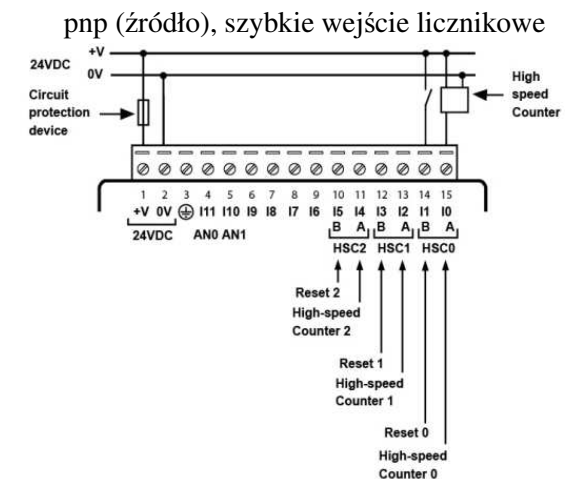 pnp (źródło), szybkie wejście licznikowe
+V
24VDC
0V
High
speed
Counter
Circuit
protection
device
1 2 3 4 5 6 7 8 9 10 11 12 13 14 15
+V 0V I11 I10 I9 I8 I7 I6 I5 I4 I3 I2 I1 I0
B A B A B A
24VDC AN0 AN1 HSC2 HSC1 HSC0
Reset 2
High-speed
Counter 2
Reset 1
High-speed
Counter 1
Reset 0
High-speed
Counter 0